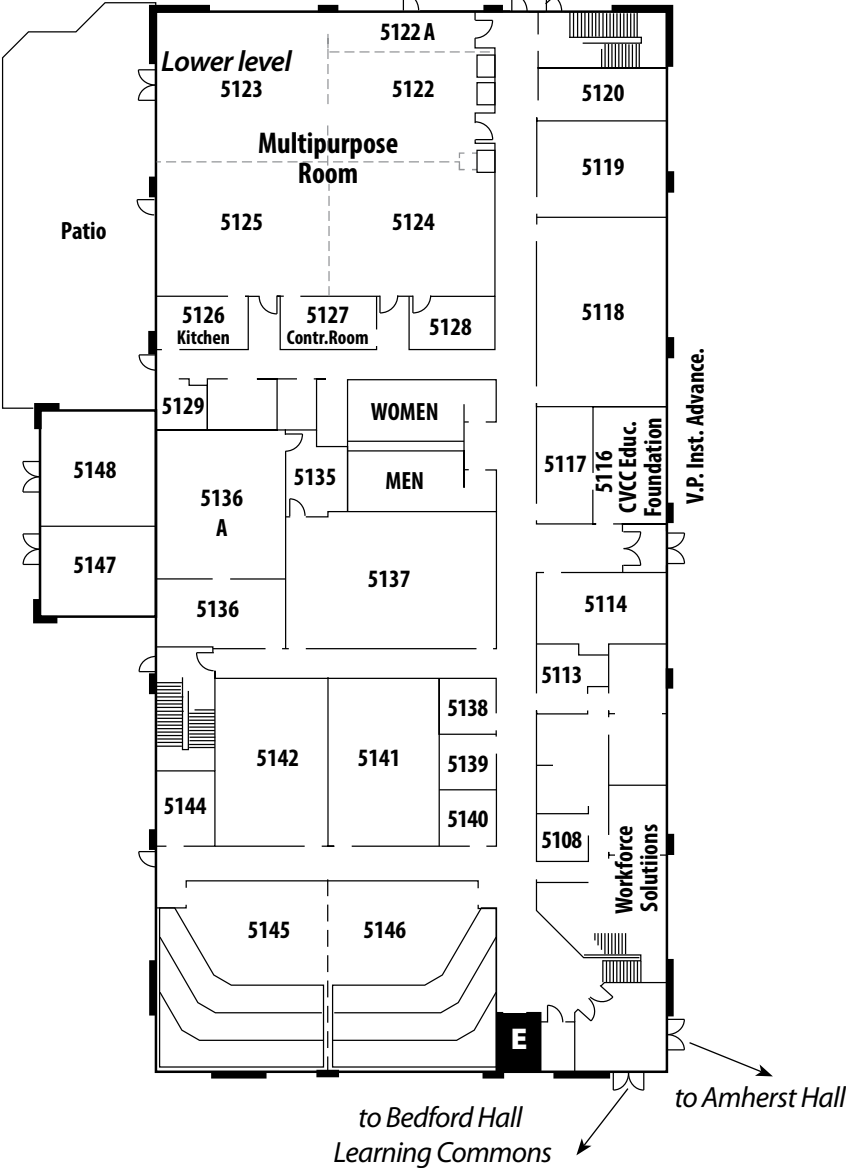 5122 A
Lower level
5123
5122
5120
Multipurpose
Room
5119
Patio
5125
5124
5126
Kitchen
5127
Contr.Room
5128
5118
5129
WOMEN
5117
5116
CVCC Educ.
Foundation
V.P. Inst. Advance.
5148
5136
A
5135
MEN
5147
5137
5136
5114
5113
5138
5142
5141
5139
5144
5140
5108
Workforce
Solutiions
5145
5146
E
to Amherst Hall
to Bedford Hall
Learning Commons